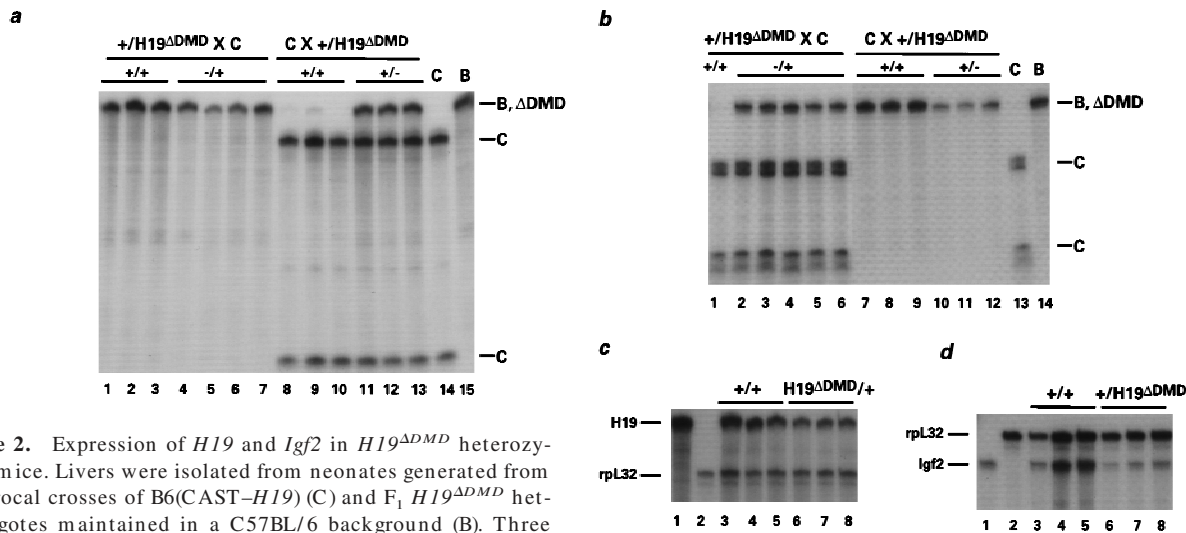 a
+/H19ΔDMD X C C X +/H19ΔDMD
+/+ -/+ +/+ +/- C B
B, ΔDMD
C
C
1 2 3 4 5 6 7 8 9 10 11 12 13 14 15
b
+/H19ΔDMD X C C X +/H19ΔDMD
+/+ -/+ +/+ +/- C B
B, ΔDMD
C
C
1 2 3 4 5 6 7 8 9 10 11 12 13 14
c
+/+ H19ΔDMD/+
H19
rpL32
1 2 3 4 5 6 7 8
d
+/+ +/H19ΔDMD
rpL32
Igf2
1 2 3 4 5 6 7 8
e 2. Expression of H19 and Igf2 in H19ΔDMD heterozy-
mice. Livers were isolated from neonates generated from
rocal crosses of B6(CAST–H19) (C) and F1 H19ΔDMD het-
gotes maintained in a C57BL/6 background (B). Three